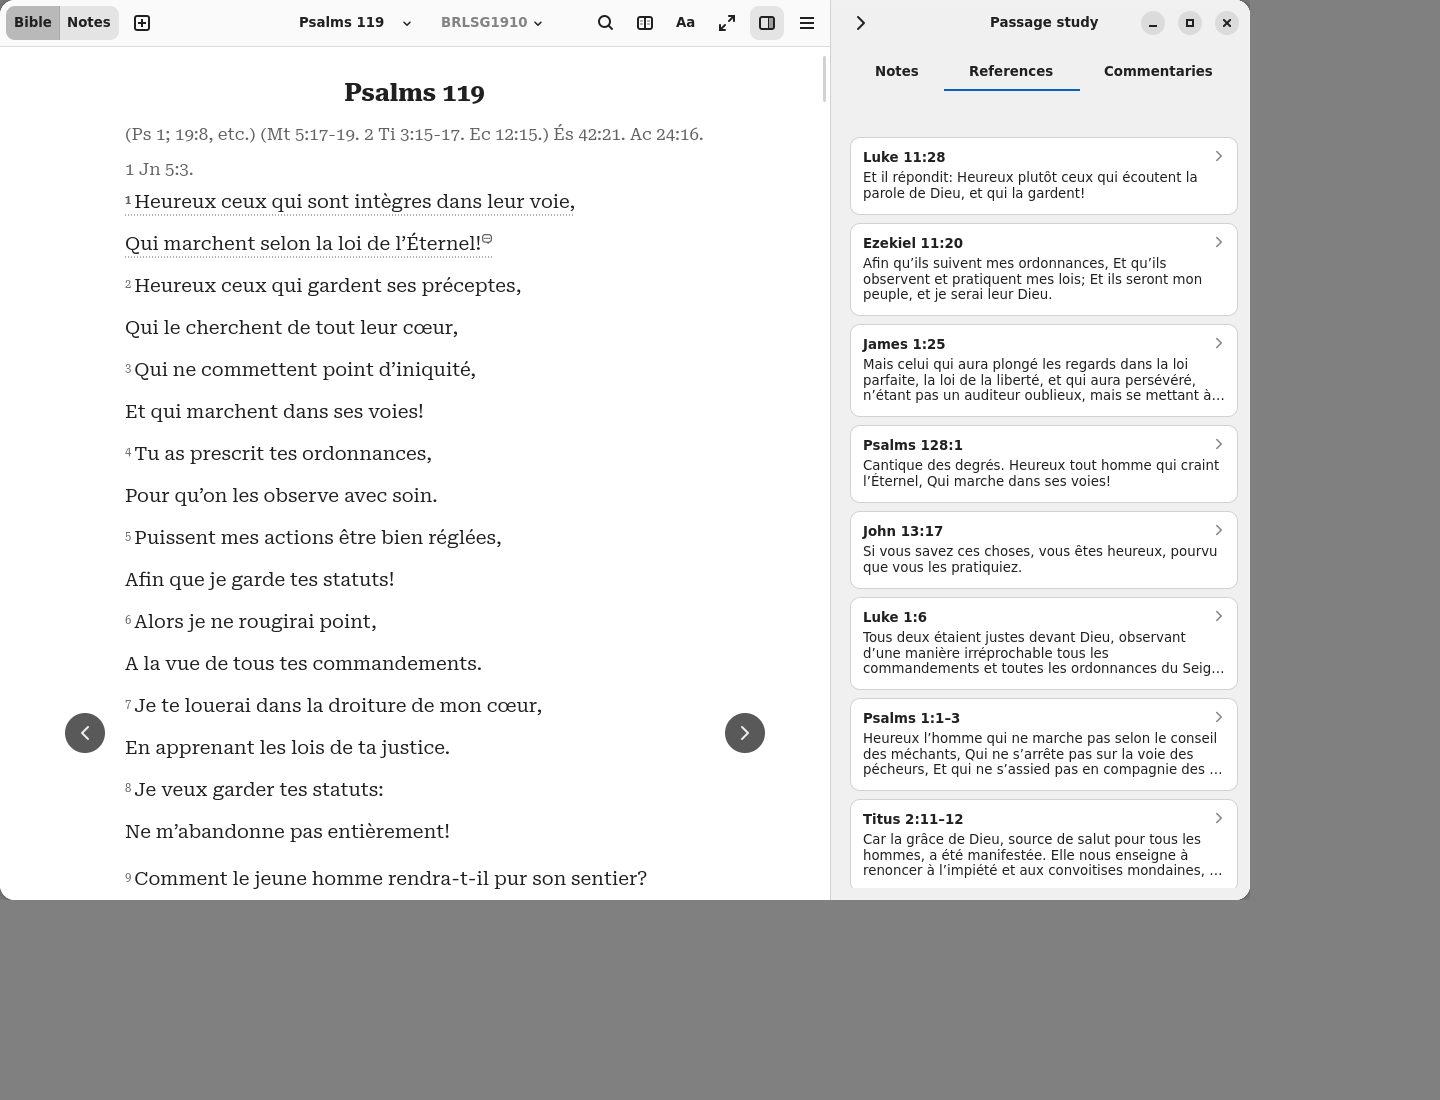 Bible Notes Psalms 119 BRLSG1910 Aa
Psalms 119
(Ps 1; 19:8, etc.) (Mt 5:17-19. 2 Ti 3:15-17. Ec 12:15.) És 42:21. Ac 24:16.
1 Jn 5:3.
1 Heureux ceux qui sont intègres dans leur voie,
Qui marchent selon la loi de l’Éternel!
2 Heureux ceux qui gardent ses préceptes,
Qui le cherchent de tout leur cœur,
3 Qui ne commettent point d’iniquité,
Et qui marchent dans ses voies!
4 Tu as prescrit tes ordonnances,
Pour qu’on les observe avec soin.
5 Puissent mes actions être bien réglées,
Afin que je garde tes statuts!
6 Alors je ne rougirai point,
A la vue de tous tes commandements.
7 Je te louerai dans la droiture de mon cœur,
En apprenant les lois de ta justice.
8 Je veux garder tes statuts:
Ne m’abandonne pas entièrement!
9 Comment le jeune homme rendra-t-il pur son sentier?
Passage study
Notes References Commentaries
Luke 11:28
Et il répondit: Heureux plutôt ceux qui écoutent la
parole de Dieu, et qui la gardent!
Ezekiel 11:20
Afin qu’ils suivent mes ordonnances, Et qu’ils
observent et pratiquent mes lois; Et ils seront mon
peuple, et je serai leur Dieu.
James 1:25
Mais celui qui aura plongé les regards dans la loi
parfaite, la loi de la liberté, et qui aura persévéré,
n’étant pas un auditeur oublieux, mais se mettant à…
Psalms 128:1
Cantique des degrés. Heureux tout homme qui craint
l’Éternel, Qui marche dans ses voies!
John 13:17
Si vous savez ces choses, vous êtes heureux, pourvu
que vous les pratiquiez.
Luke 1:6
Tous deux étaient justes devant Dieu, observant
d’une manière irréprochable tous les
commandements et toutes les ordonnances du Seig…
Psalms 1:1–3
Heureux l’homme qui ne marche pas selon le conseil
des méchants, Qui ne s’arrête pas sur la voie des
pécheurs, Et qui ne s’assied pas en compagnie des …
Titus 2:11–12
Car la grâce de Dieu, source de salut pour tous les
hommes, a été manifestée. Elle nous enseigne à
renoncer à l’impiété et aux convoitises mondaines, …